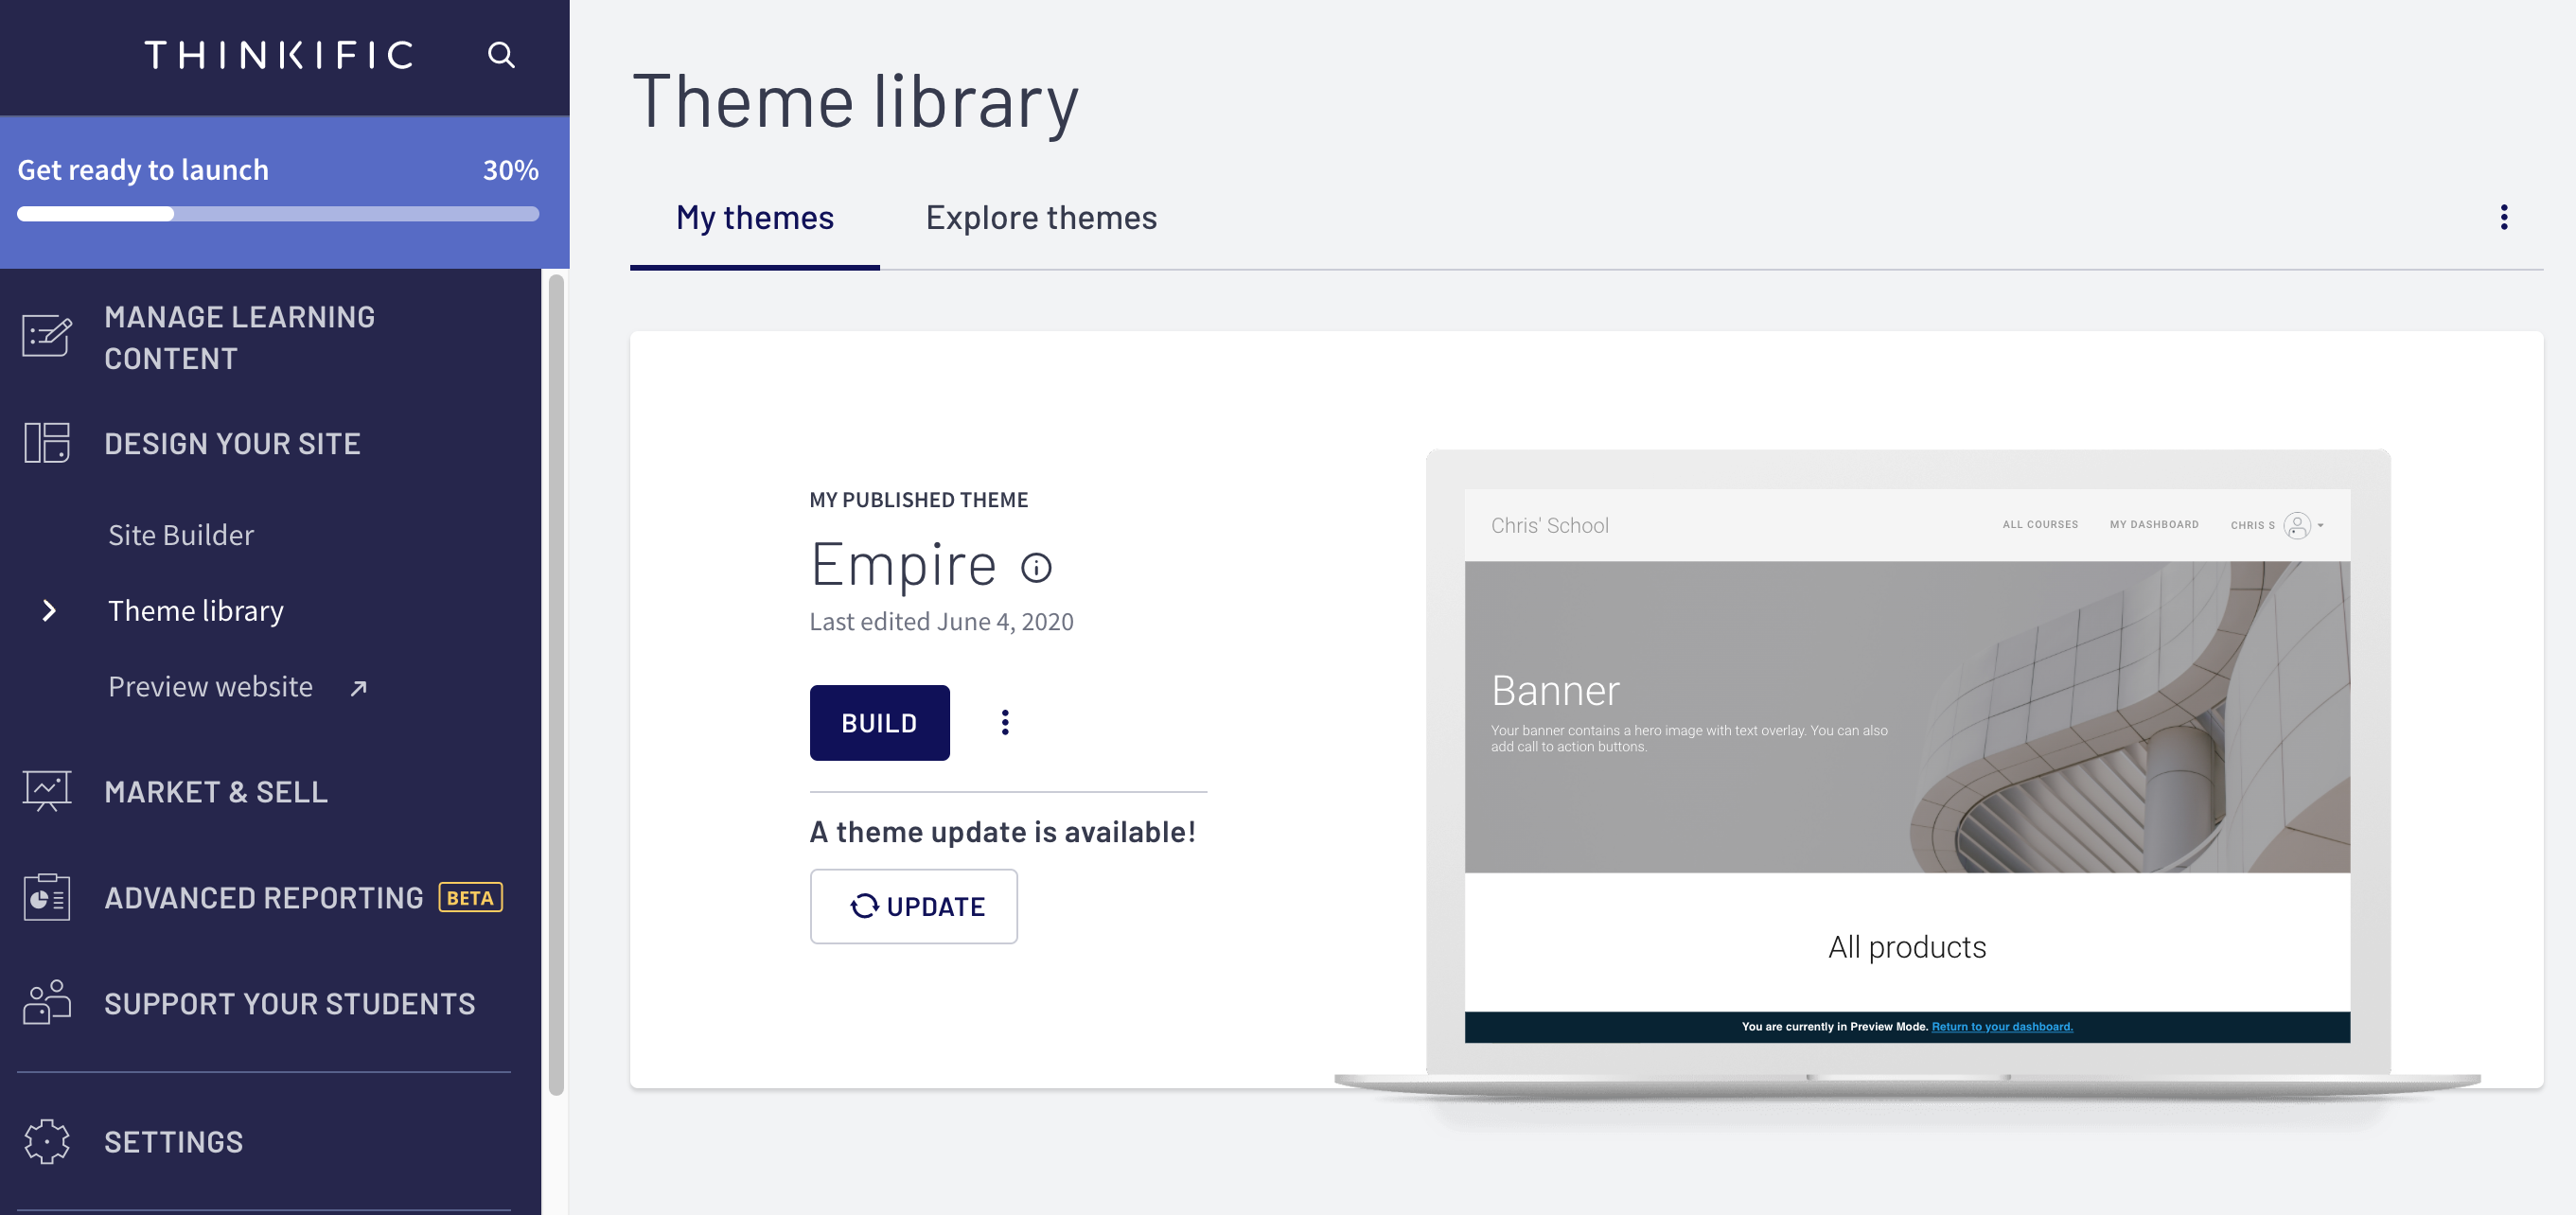 THINKIFIC
Get ready to launch 30%
MANAGE LEARNING
CONTENT
DESIGN YOUR SITE
Site Builder
Theme library
Preview website
MARKET & SELL
ADVANCED REPORTING BETA
SUPPORT YOUR STUDENTS
SETTINGS
Theme library
My themes Explore themes
MY PUBLISHED THEME
Empire
Last edited June 4, 2020
BUILD
A theme update is available!
UPDATE
Chris' School ALL COURSES MY DASHBOARD CHRIS S
Banner
Your banner contains a hero image with text overlay. You can also
add call to action buttons.
All products
You are currently in Preview Mode. Return to your dashboard.